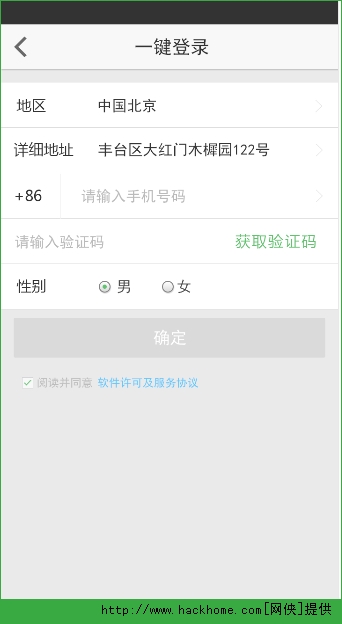 一键登录
地区 中国北京
详细地址 丰台区大红门木樨园122号
+86 请输入手机号码
请输入验证码 获取验证码
性别 男 女
确定
阅读并同意 软件许可及服务协议
http://www.hackhome.com[网侠]提供